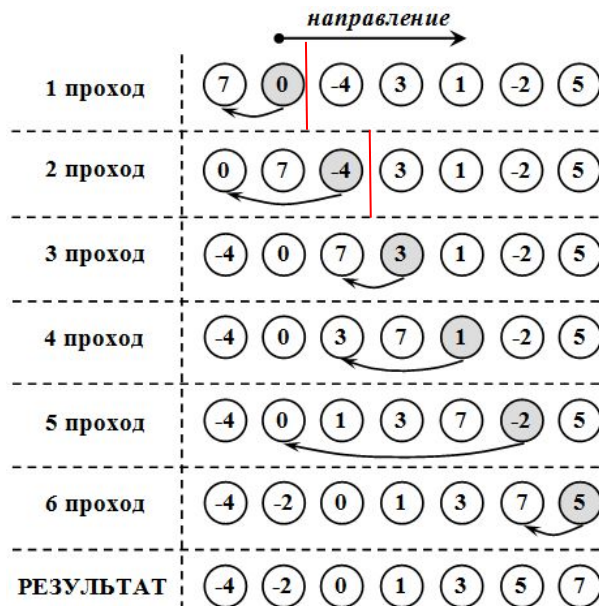 направление
1 проход 7 0 -4 3 1 -2 5
2 проход 0 7 -4 3 1 -2 5
3 проход -4 0 7 3 1 -2 5
4 проход -4 0 3 7 1 -2 5
5 проход -4 0 1 3 7 -2 5
6 проход -4 -2 0 1 3 7 5
РЕЗУЛЬТАТ -4 -2 0 1 3 5 7